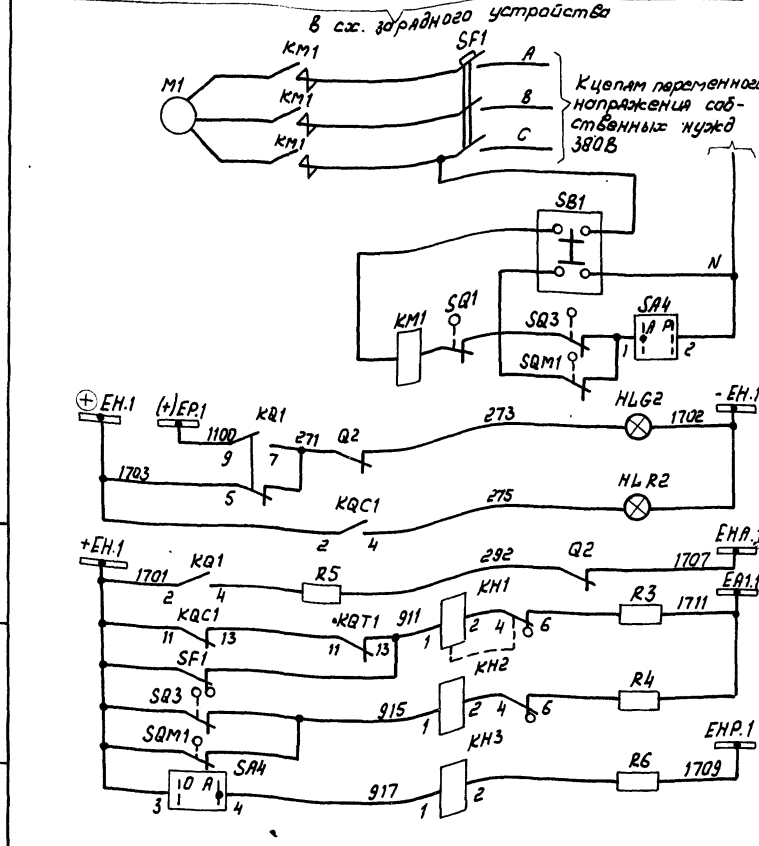 в сх. зарядного устройства
KM1 SF1 A
M1
KM1 B
KM1 C
К цепям переменного
напряжения соб-
ственных нужд
380В
SB1
N
SQ1 KM1 SQ3 SA4
A P
1 2
SQM1
+ EH.1 (+)EP.1 KQ1 HLG2 - EH.1
1100 271 Q2 273 1702
9 7
1703 5
KQC1 275 HLR2
2 4
+EH.1 EHA.1
1701 KQ1 R5 292 Q2 1707
2 4
EA1.1
KQC1 KQT1 911 KH1 R3 1711
11 13 11 13 1 2 4 6
SF1 KH2
SQ3 915 R4
1 2 4 6
SQM1 KH3
SA4 EHP.1
O A 917 R6 1709
3 4 1 2